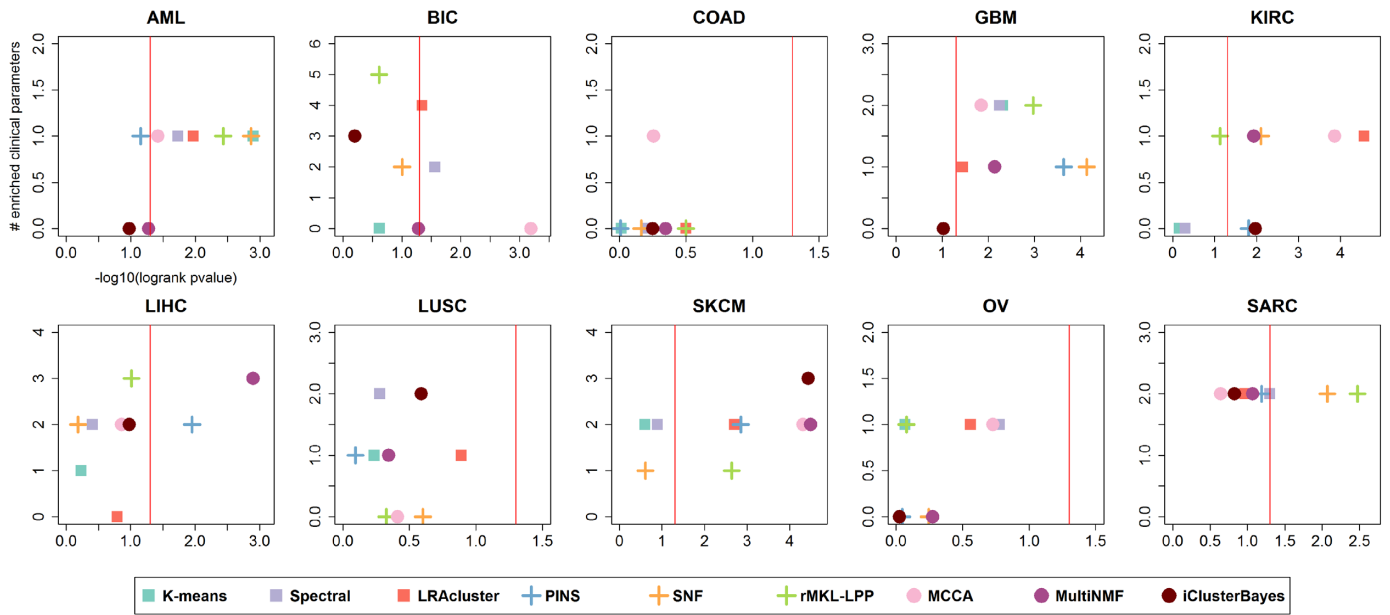 AML BIC COAD GBM KIRC
# enriched clinical parameters
2.0 1.5 1.0 0.5 0.0
6 5 4 3 2 1 0
2.0 1.5 1.0 0.5 0.0
3.0 2.0 1.0 0.0
2.0 1.5 1.0 0.5 0.0
0.0 1.0 2.0 3.0 0.0 1.0 2.0 3.0 0.0 0.5 1.0 1.5 0 1 2 3 4 0 1 2 3 4
-log10(logrank pvalue)
LIHC LUSC SKCM OV SARC
4 3 2 1 0
3.0 2.0 1.0 0.0
4 3 2 1 0
2.0 1.5 1.0 0.5 0.0
3.0 2.0 1.0 0.0
0.0 1.0 2.0 3.0 0.0 0.5 1.0 1.5 0 1 2 3 4 0.0 0.5 1.0 1.5 0.0 0.5 1.0 1.5 2.0 2.5
K-means Spectral LRAcluster PINS SNF rMKL-LPP MCCA MultiNMF iClusterBayes